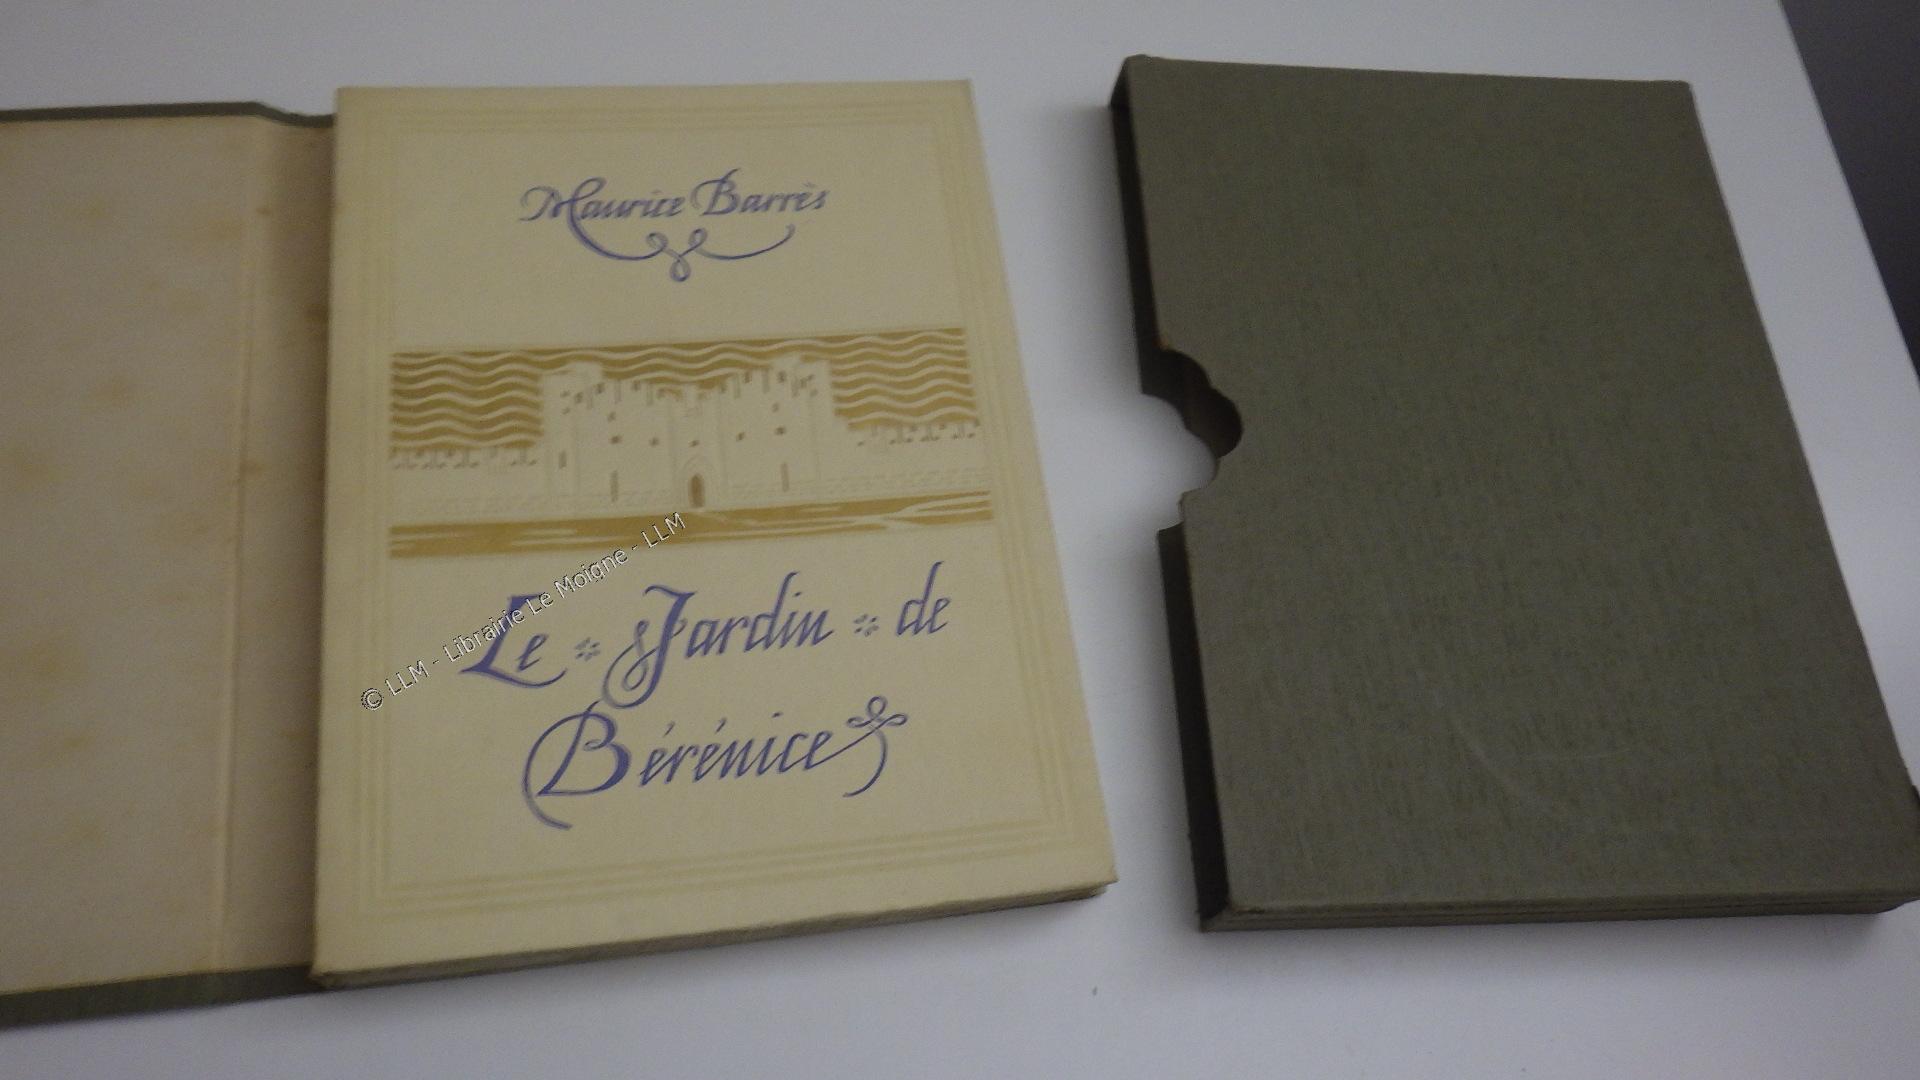 Maurice Barrès
© LLM - Librairie Le Moigne - LLM
Le Jardin de
Bérénice